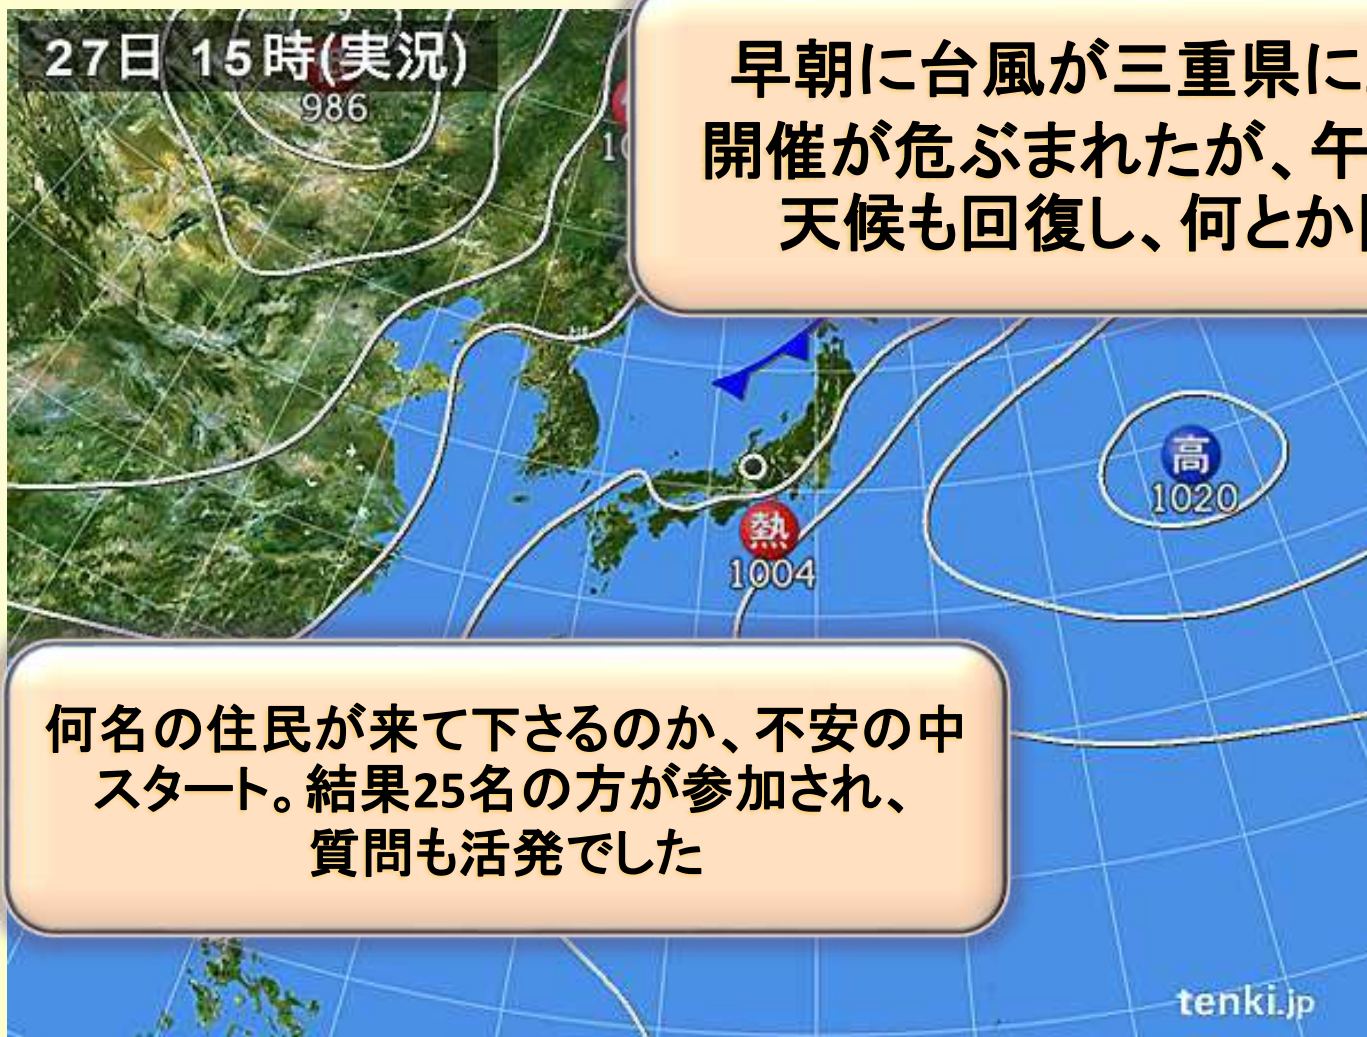 27日 15時(実況)
986
早朝に台風が三重県に
開催が危ぶまれたが、午
天候も回復し、何とか
10
高
1020
熱
1004
何名の住民が来て下さるのか、不安の中
スタート。結果25名の方が参加され、
質問も活発でした
tenki.jp